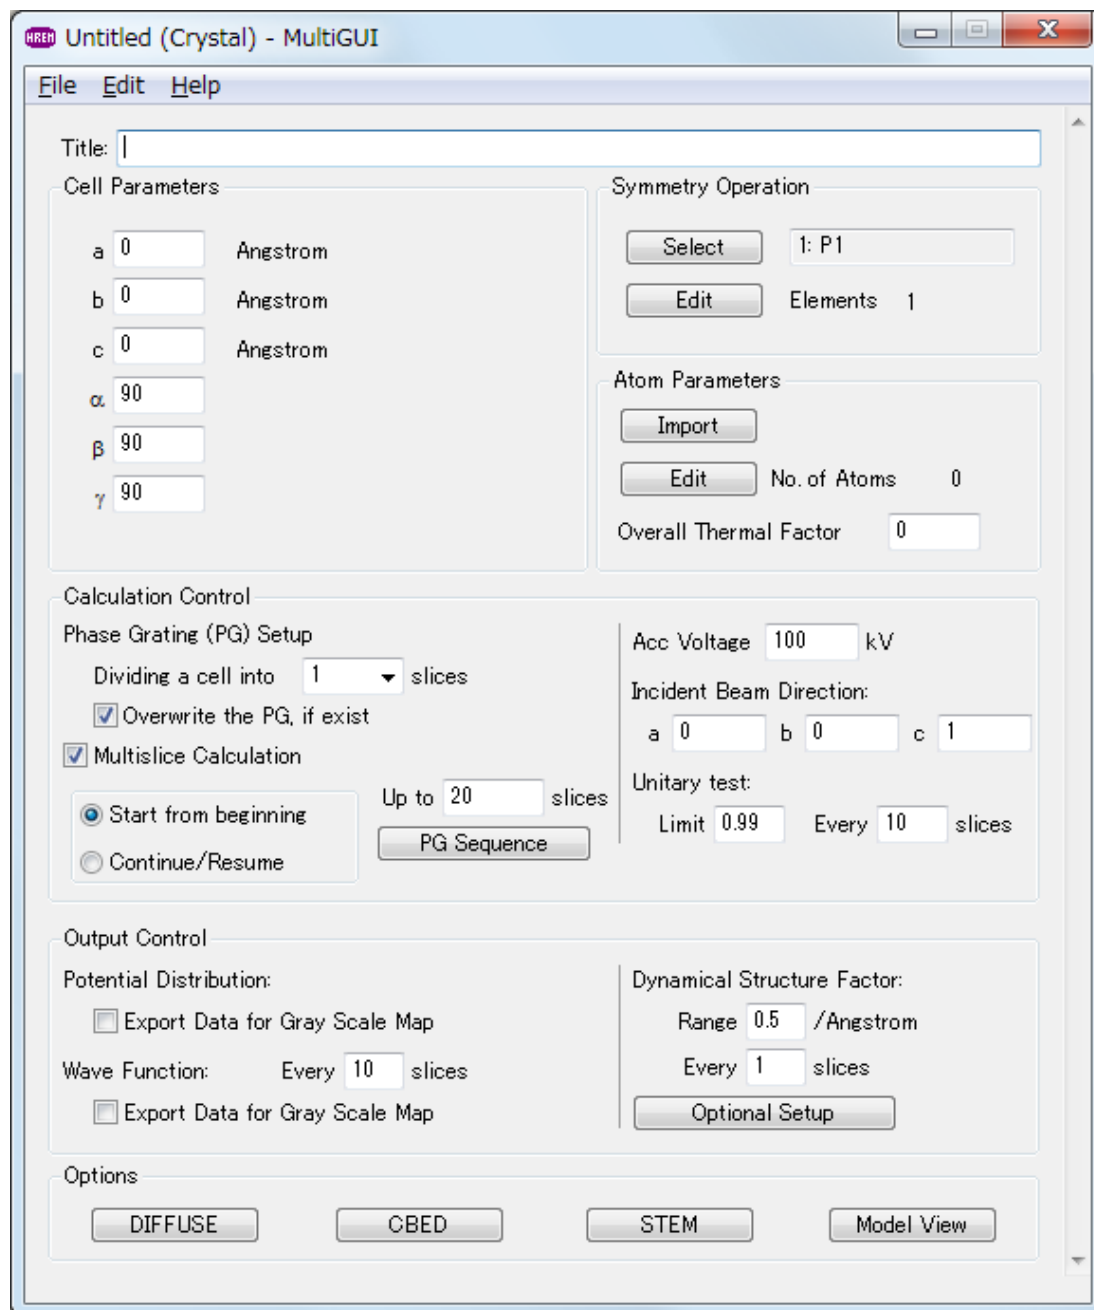 HREM Untitled (Crystal) - MultiGUI
File Edit Help
Title:
Cell Parameters
a 0 Angstrom
b 0 Angstrom
c 0 Angstrom
α 90
β 90
γ 90
Symmetry Operation
Select 1: P1
Edit Elements 1
Atom Parameters
Import
Edit No. of Atoms 0
Overall Thermal Factor 0
Calculation Control
Phase Grating (PG) Setup
Dividing a cell into 1 slices
Overwrite the PG, if exist
Multislice Calculation
Start from beginning
Continue/Resume
Up to 20 slices
PG Sequence
Acc Voltage 100 kV
Incident Beam Direction:
a 0 b 0 c 1
Unitary test:
Limit 0.99 Every 10 slices
Output Control
Potential Distribution:
Export Data for Gray Scale Map
Wave Function: Every 10 slices
Export Data for Gray Scale Map
Dynamical Structure Factor:
Range 0.5 /Angstrom
Every 1 slices
Optional Setup
Options
DIFFUSE CBED STEM Model View